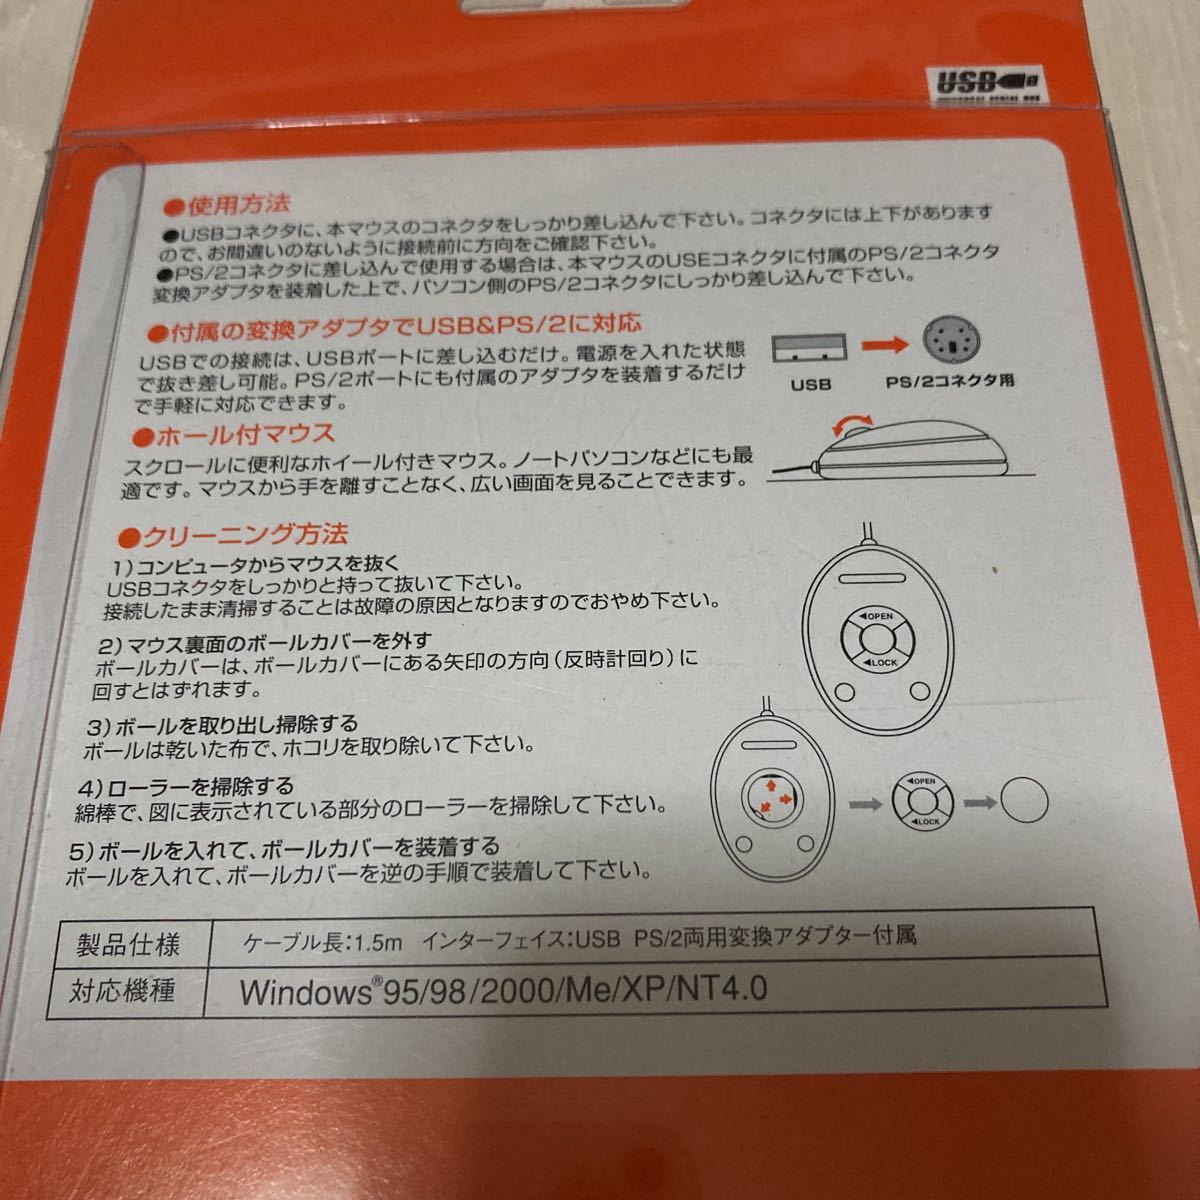 USB
UNIVERSAL SERIAL BUS
●使用方法
●USBコネクタに、本マウスのコネクタをしっかり差し込んで下さい。コネクタには上下があります
ので、お間違いのないように接続前に方向をご確認下さい。
●PS/2コネクタに差し込んで使用する場合は、本マウスのUSEコネクタに付属のPS/2コネクタ
変換アダプタを装着した上で、パソコン側のPS/2コネクタにしっかり差し込んで下さい。
●付属の変換アダプタでUSB&PS/2に対応
USBでの接続は、USBポートに差し込むだけ。電源を入れた状態
で抜き差し可能。PS/2ポートにも付属のアダプタを装着するだけ
で手軽に対応できます。
USB
PS/2コネクタ用
●ホール付マウス
スクロールに便利なホイール付きマウス。ノートパソコンなどにも最
適です。マウスから手を離すことなく、広い画面を見ることできます。
●クリーニング方法
1)コンピュータからマウスを抜く
USBコネクタをしっかりと持って抜いて下さい。
接続したまま清掃することは故障の原因となりますのでおやめ下さい。
2)マウス裏面のボールカバーを外す
ボールカバーは、ボールカバーにある矢印の方向(反時計回り)に
回すとはずれます。
3)ボールを取り出し掃除する
ボールは乾いた布で、ホコリを取り除いて下さい。
4)ローラーを掃除する
綿棒で、図に表示されている部分のローラーを掃除して下さい。
5)ボールを入れて、ボールカバーを装着する
ボールを入れて、ボールカバーを逆の手順で装着して下さい。
◀OPEN
◀LOCK
◀OPEN
◀LOCK
製品仕様 ケーブル長:1.5m インターフェイス:USB PS/2両用変換アダプター付属
対応機種 Windows®95/98/2000/Me/XP/NT4.0